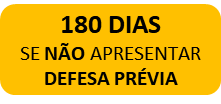 180 DIAS
SE NÃO APRESENTAR
DEFESA PRÉVIA